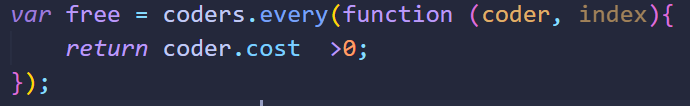 var free = coders.every(function (coder, index){
    return coder.cost  >0;
});